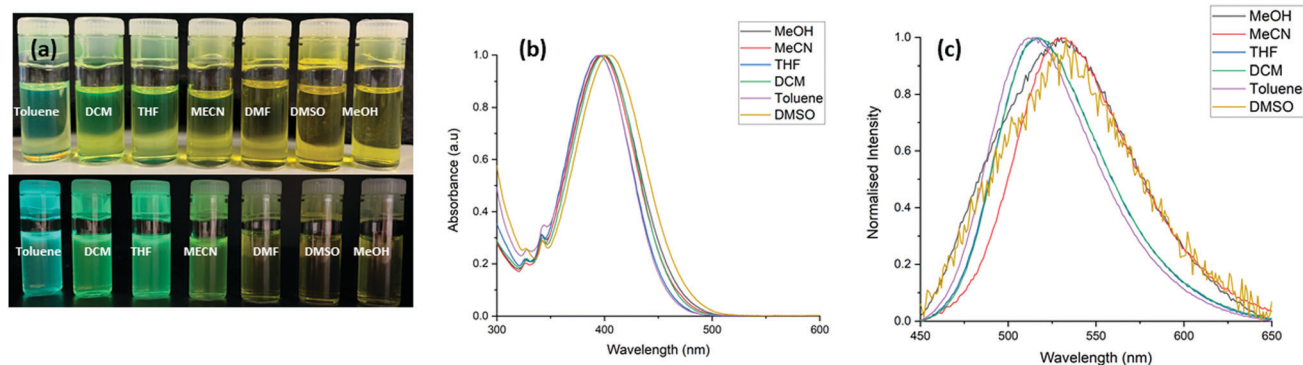 (a)
Toluene DCM THF MECN DMF DMSO MeOH
Toluene DCM THF MECN DMF DMSO MeOH
(b)
MeOH
MeCN
THF
DCM
Toluene
DMSO
Absorbance (a.u)
1.0
0.8
0.6
0.4
0.2
0.0
300 400 500 600
Wavelength (nm)
(c)
MeOH
MeCN
THF
DCM
Toluene
DMSO
Normalised Intensity
1.0
0.8
0.6
0.4
0.2
0.0
450 500 550 600 650
Wavelength (nm)